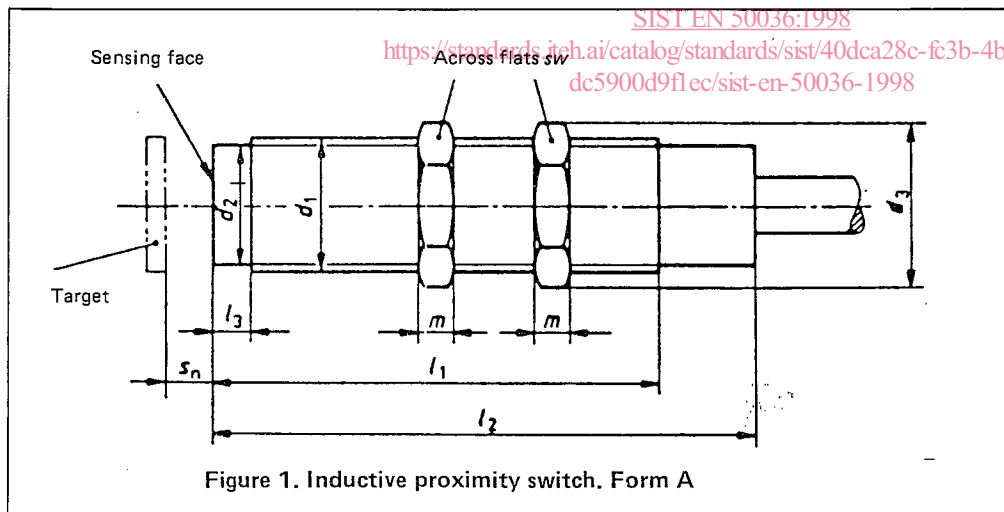 SIST EN 50036:1998
https://standards.iteh.ai/catalog/standards/sist/40dca28c-fc3b-4b
dc5900d9f1ec/sist-en-50036-1998
Sensing face
Across flats sw
d2
d1
d3
Target
l3
m
m
sn
l1
l2
Figure 1. Inductive proximity switch. Form A